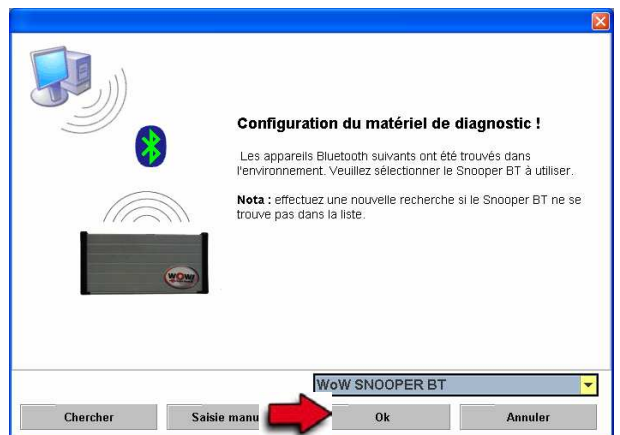 Configuration du matériel de diagnostic !
Les appareils Bluetooth suivants ont été trouvés dans
l'environnement. Veuillez sélectionner le Snooper BT à utiliser.
Nota : effectuez une nouvelle recherche si le Snooper BT ne se
trouve pas dans la liste.
WOW!
WoW SNOOPER BT
Chercher
Saisie manu
Ok
Annuler